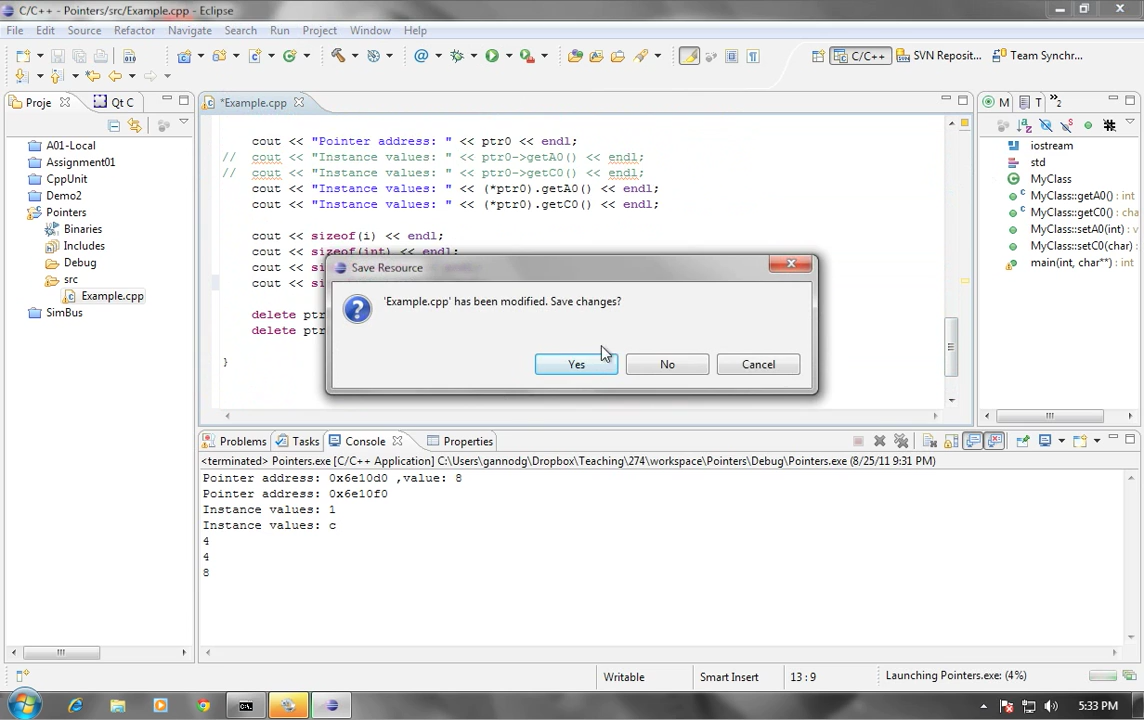 C/C++ - Pointers/src/Example.cpp - Eclipse
File Edit Source Refactor Navigate Search Run Project Window Help
C/C++ SVN Reposit... Team Synchr...
Proje Qt C
*Example.cpp
M T »2
A01-Local
Assignment01
CppUnit
Demo2
Pointers
Binaries
Includes
Debug
src
Example.cpp
SimBus
cout << "Pointer address: " << ptr0 << endl;
// cout << "Instance values: " << ptr0->getA0() << endl;
// cout << "Instance values: " << ptr0->getC0() << endl;
cout << "Instance values: " << (*ptr0).getA0() << endl;
cout << "Instance values: " << (*ptr0).getC0() << endl;
cout << sizeof(i) << endl;
cout << sizeof(int) << endl;
cout << si
cout << si
delete ptr
delete ptr
}
Save Resource
'Example.cpp' has been modified. Save changes?
Yes No Cancel
iostream
std
MyClass
MyClass::getA0() : int
MyClass::getC0() : cha
MyClass::setA0(int) : v
MyClass::setC0(char)
main(int, char**) : int
Problems Tasks Console Properties
<terminated> Pointers.exe [C/C++ Application] C:\Users\gannodg\Dropbox\Teaching\274\workspace\Pointers\Debug\Pointers.exe (8/25/11 9:31 PM)
Pointer address: 0x6e10d0 ,value: 8
Pointer address: 0x6e10f0
Instance values: 1
Instance values: c
4
4
8
Writable Smart Insert 13 : 9 Launching Pointers.exe: (4%)
5:33 PM